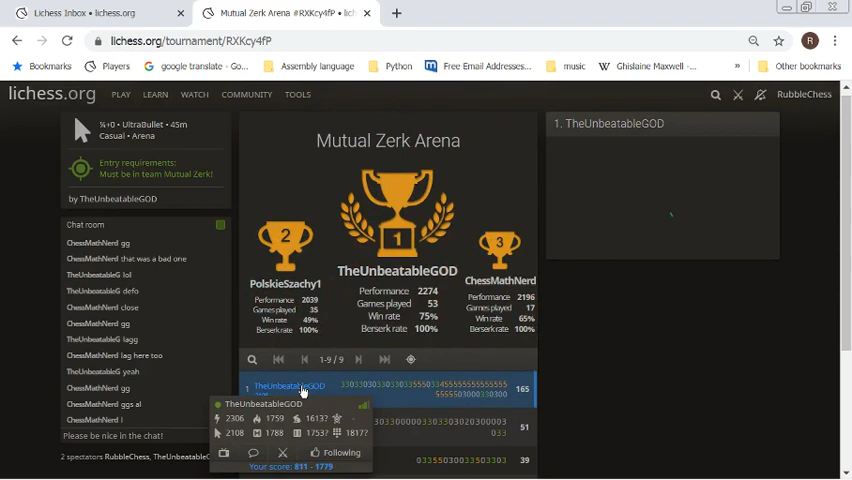 Lichess Inbox | lichess.org
Mutual Zerk Arena #RXKcy4fP • lich
lichess.org/tournament/RXKcy4fP
R
Bookmarks
Players
google translate - Go...
Assembly language
Python
Free Email Addresses...
music
Ghislaine Maxwell -...
»
Other bookmarks
lichess.org
PLAY
LEARN
WATCH
COMMUNITY
TOOLS
RubbleChess
¼+0 • UltraBullet • 45m
Casual • Arena
Entry requirements:
Must be in team Mutual Zerk!
by TheUnbeatableGOD
Chat room
ChessMathNerd gg
ChessMathNerd that was a bad one
TheUnbeatableG lol
TheUnbeatableG defo
ChessMathNerd close
ChessMathNerd gg
TheUnbeatableG lagg
ChessMathNerd lag here too
TheUnbeatableG yeah
ChessMathNerd gg
ChessMathNerd ggs al
ChessMathNerd !
Please be nice in the chat!
2 spectators RubbleChess, TheUnbeatableG
Mutual Zerk Arena
2
PolskieSzachy1
Performance 2039
Games played 35
Win rate 49%
Berserk rate 100%
1
TheUnbeatableGOD
Performance 2274
Games played 53
Win rate 75%
Berserk rate 100%
3
ChessMathNerd
Performance 2196
Games played 17
Win rate 65%
Berserk rate 100%
1-9 / 9
1 TheUnbeatableGOD
165
51
39
TheUnbeatableGOD
2306 1759 1613? -
2108 1788 1753? 1817?
Following
Your score: 811 - 1779
1. TheUnbeatableGOD